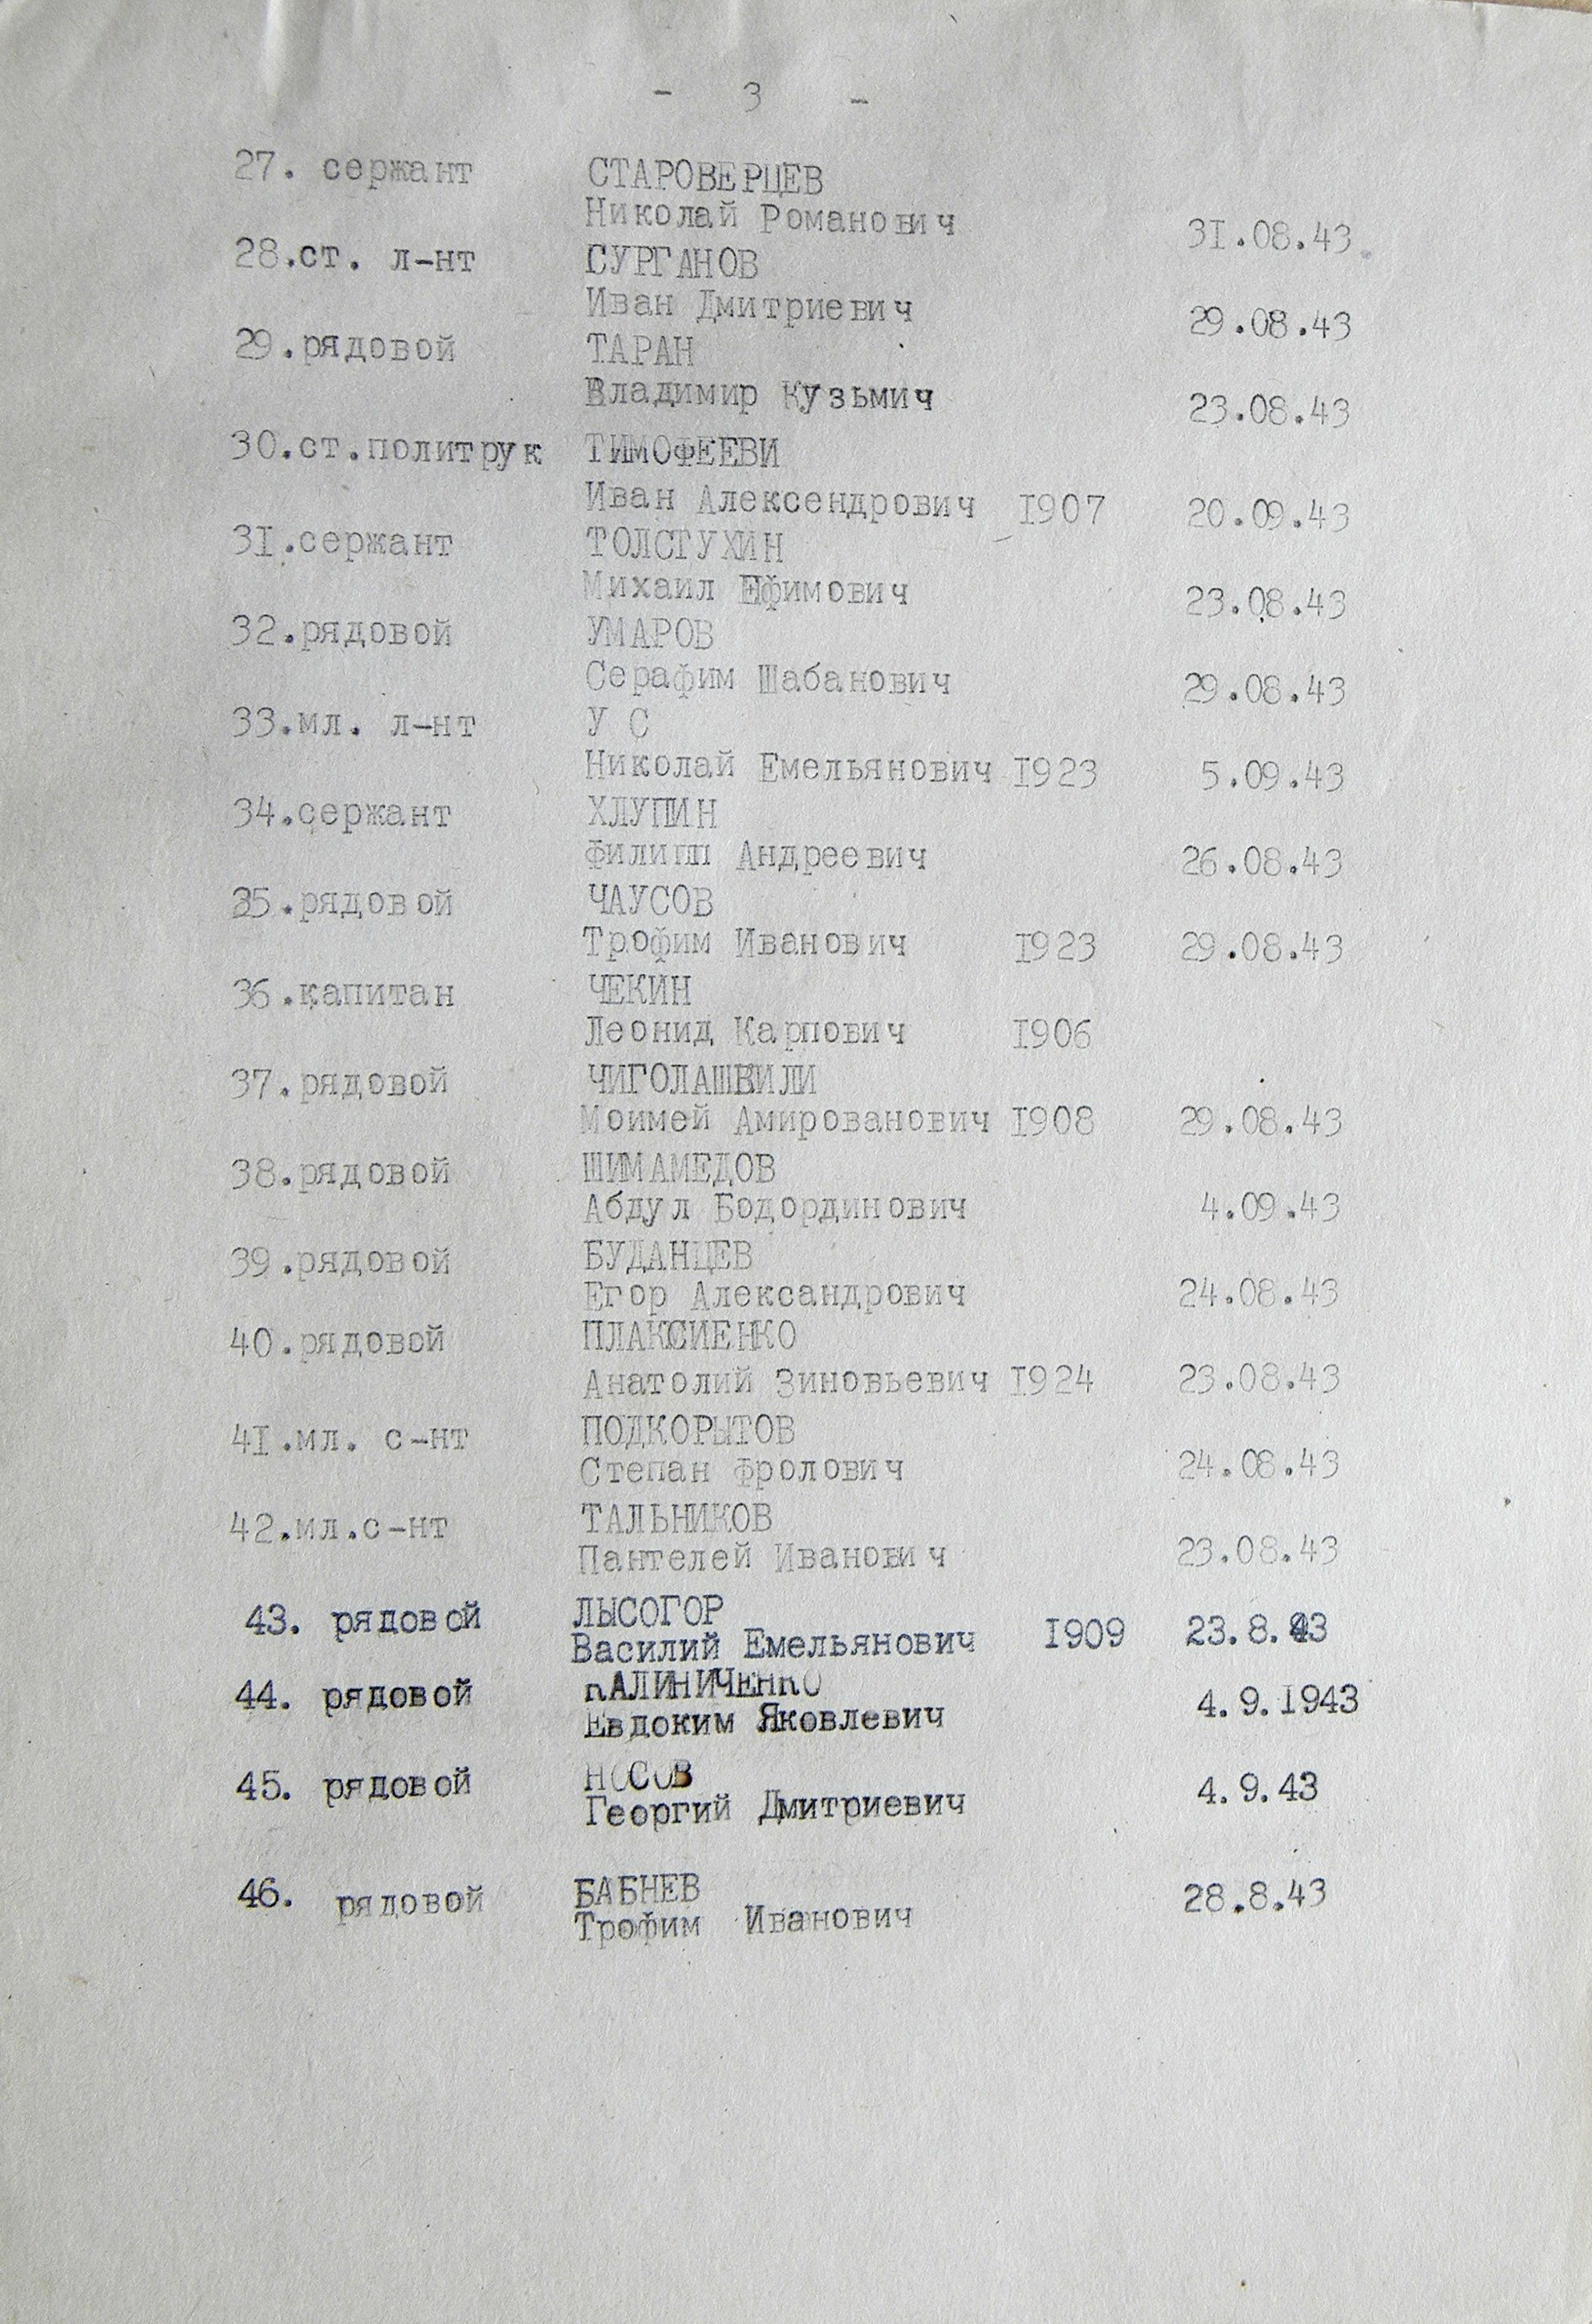 - 3 -
27. сержант СТАРОВЕРЦЕВ
Николай Романович 31.08.43
28.ст. л-нт СУРГАНОВ
Иван Дмитриевич 29.08.43
29.рядовой ТАРАН
Владимир Кузьмич 23.08.43
30.ст.политрук ТИМОФЕЕВИ
Иван Алексендрович 1907 20.09.43
31.сержант ТОЛСТУХИН
Михаил Ефимович 23.08.43
32.рядовой УМАРОВ
Серафим Шабанович 29.08.43
33.мл. л-нт У С
Николай Емельянович 1923 5.09.43
34.сержант ХЛУПИН
Филипп Андреевич 26.08.43
35.рядовой ЧАУСОВ
Трофим Иванович 1923 29.08.43
36.капитан ЧЕКИН
Леонид Карпович 1906
37.рядовой ЧИГОЛАШВИЛИ
Моимей Амированович 1908 29.08.43
38.рядовой ШИМАМЕДОВ
Абдул Бодординович 4.09.43
39.рядовой БУДАНЦЕВ
Егор Александрович 24.08.43
40.рядовой ПЛАКСИЕНКО
Анатолий Зиновьевич 1924 23.08.43
41.мл. с-нт ПОДКОРЫТОВ
Степан Фролович 24.08.43
42.мл.с-нт ТАЛЬНИКОВ
Пантелей Иванович 23.08.43
43. рядовой ЛЫСОГОР
Василий Емельянович 1909 23.8.43
44. рядовой КАЛИНИЧЕНКО
Евдоким Яковлевич 4.9.1943
45. рядовой НОСОВ
Георгий Дмитриевич 4.9.43
46. рядовой БАБНЕВ
Трофим Иванович 28.8.43